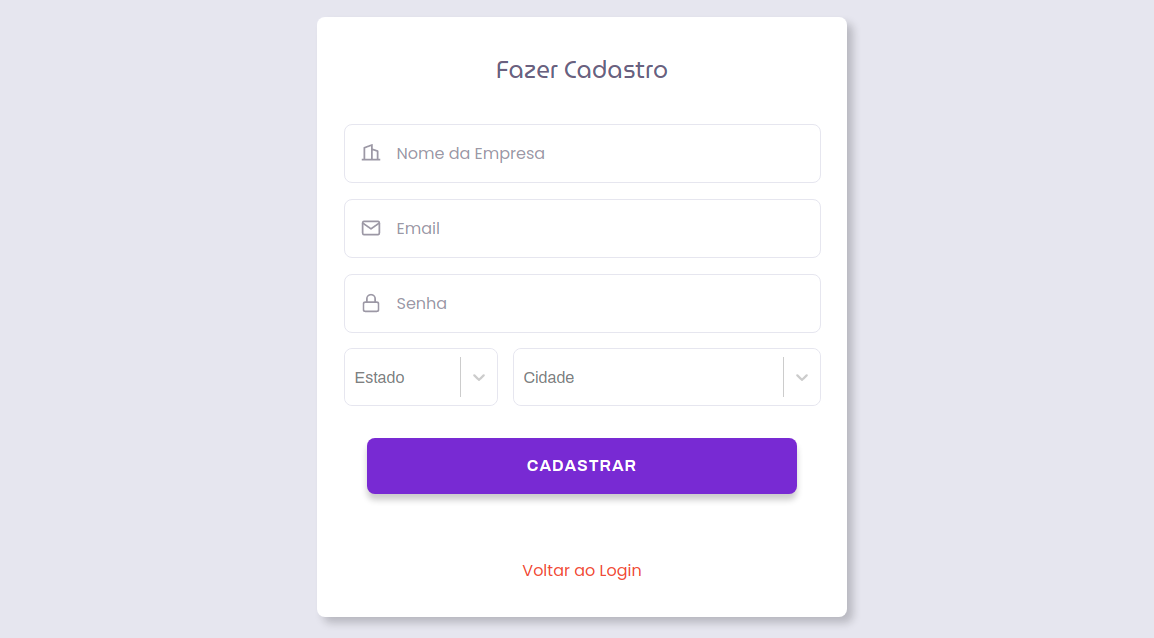 Fazer Cadastro
Nome da Empresa
Email
Senha
Estado
Cidade
CADASTRAR
Voltar ao Login